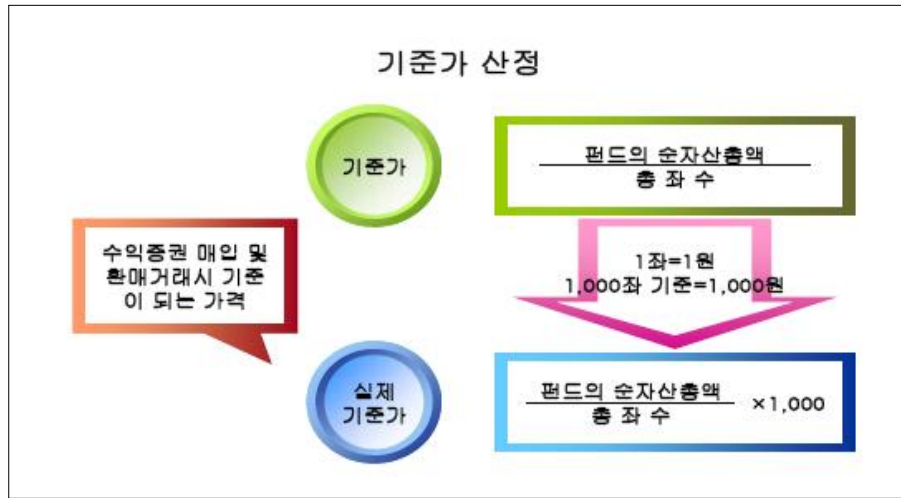 기준가 산정
기준가
펀드의 순자산총액
총 좌 수
수익증권 매입 및
환매거래시 기준
이 되는 가격
1좌=1원
1,000좌 기준=1,000원
실제
기준가
펀드의 순자산총액
총 좌 수
×1,000